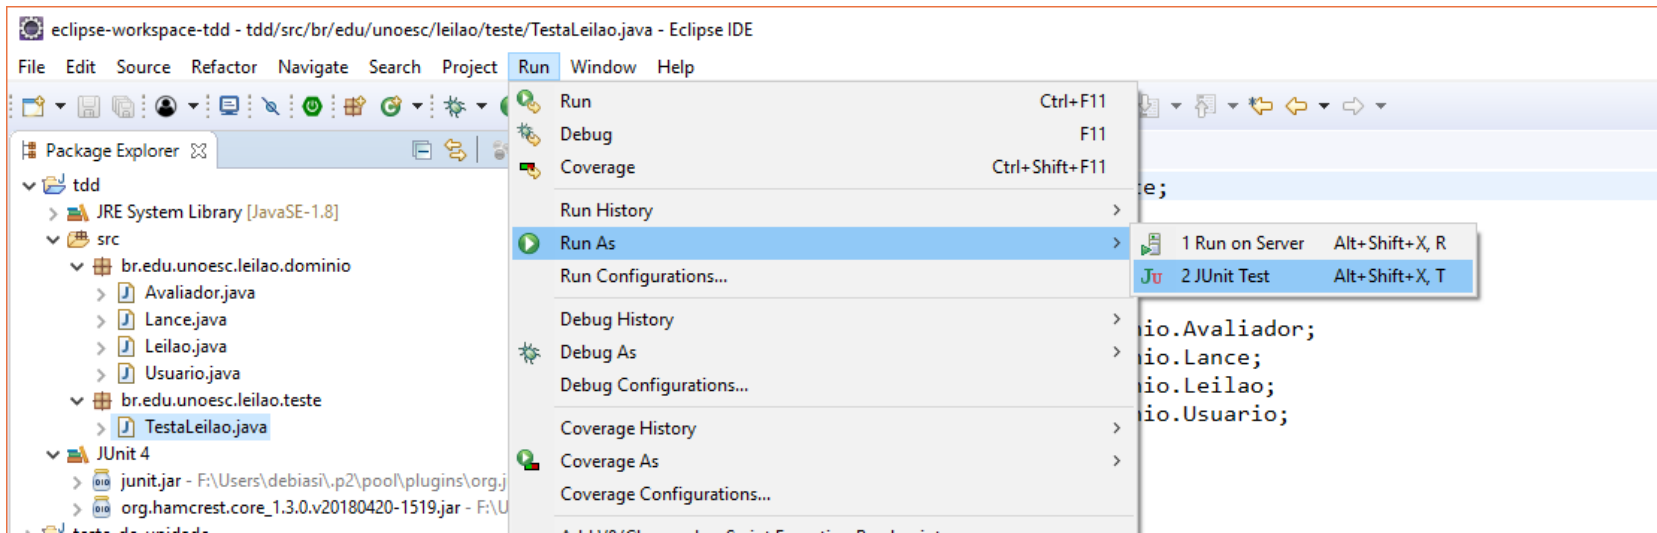 eclipse-workspace-tdd - tdd/src/br/edu/unoesc/leilao/teste/TestaLeilao.java - Eclipse IDE
File Edit Source Refactor Navigate Search Project Run Window Help
Package Explorer
tdd
JRE System Library [JavaSE-1.8]
src
br.edu.unoesc.leilao.dominio
Avaliador.java
Lance.java
Leilao.java
Usuario.java
br.edu.unoesc.leilao.teste
TestaLeilao.java
JUnit 4
junit.jar - F:\Users\debiasi\.p2\pool\plugins\org.j
org.hamcrest.core_1.3.0.v20180420-1519.jar - F:\U
Run Ctrl+F11
Debug F11
Coverage Ctrl+Shift+F11
Run History
Run As
Run Configurations...
Debug History
Debug As
Debug Configurations...
Coverage History
Coverage As
Coverage Configurations...
1 Run on Server Alt+Shift+X, R
Ju 2 JUnit Test Alt+Shift+X, T
:e;
nio.Avaliador;
nio.Lance;
nio.Leilao;
nio.Usuario;